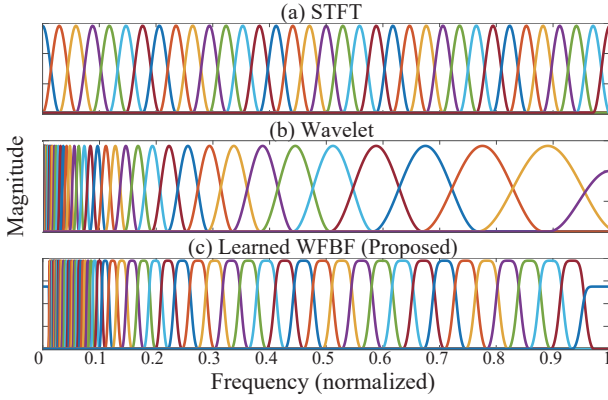 (a) STFT
(b) Wavelet
Magnitude
(c) Learned WFBF (Proposed)
0 0.1 0.2 0.3 0.4 0.5 0.6 0.7 0.8 0.9 1
Frequency (normalized)